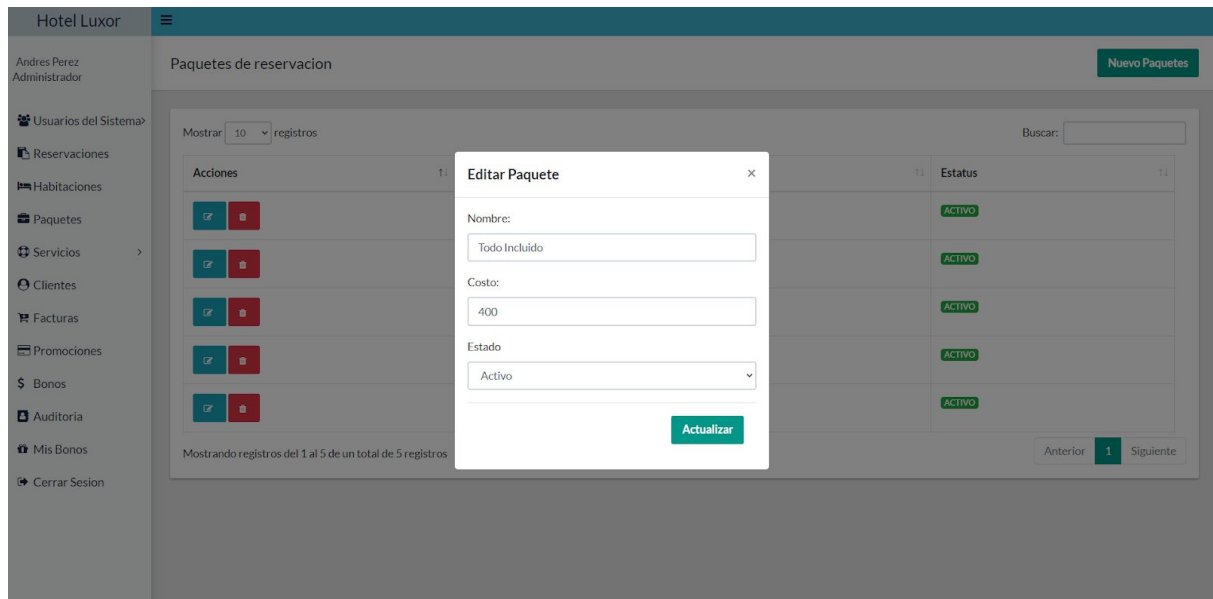 Hotel Luxor
Andres Perez
Administrador
Usuarios del Sistema
Reservaciones
Habitaciones
Paquetes
Servicios
Clientes
Facturas
Promociones
Bonos
Auditoria
Mis Bonos
Cerrar Sesion
Paquetes de reservacion
Nuevo Paquetes
Mostrar 10 registros
Buscar:
Acciones
Estatus
ACTIVO
ACTIVO
ACTIVO
ACTIVO
ACTIVO
Mostrando registros del 1 al 5 de un total de 5 registros
Anterior 1 Siguiente
Editar Paquete ×
Nombre:
Todo Incluido
Costo:
400
Estado
Activo
Actualizar